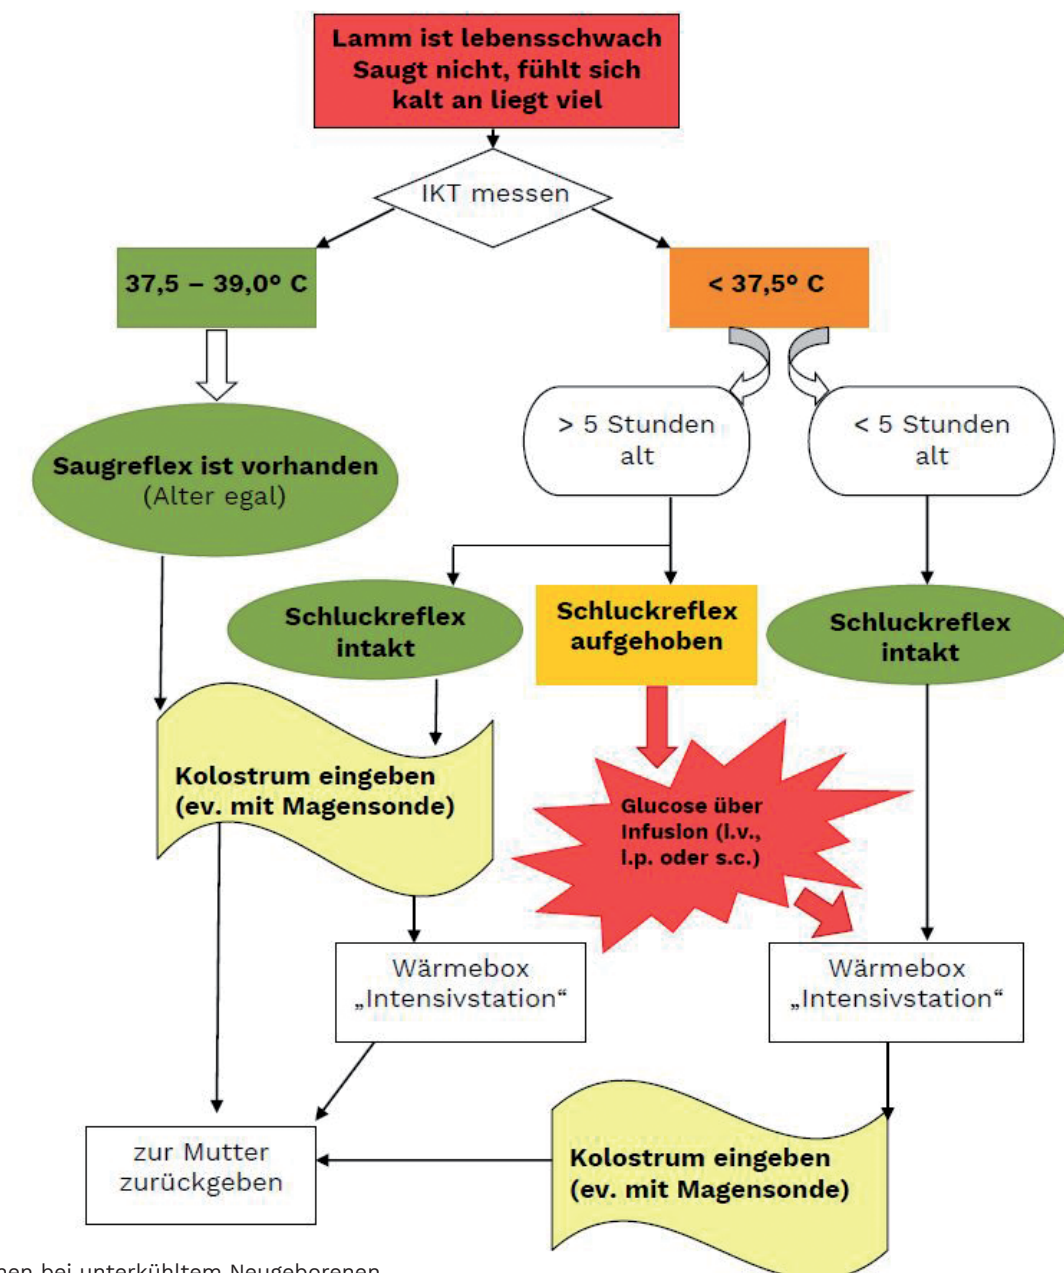 Lamm ist lebensschwach
Saugt nicht, fühlt sich
kalt an liegt viel
IKT messen
37,5 – 39,0° C
< 37,5° C
> 5 Stunden
alt
< 5 Stunden
alt
Saugreflex ist vorhanden
(Alter egal)
Schluckreflex
intakt
Schluckreflex
aufgehoben
Schluckreflex
intakt
Kolostrum eingeben
(ev. mit Magensonde)
Glucose über
Infusion (I.v.,
I.p. oder s.c.)
Wärmebox
„Intensivstation“
Wärmebox
„Intensivstation“
zur Mutter
zurückgeben
Kolostrum eingeben
(ev. mit Magensonde)
bei unterkühltem Neugeborenen